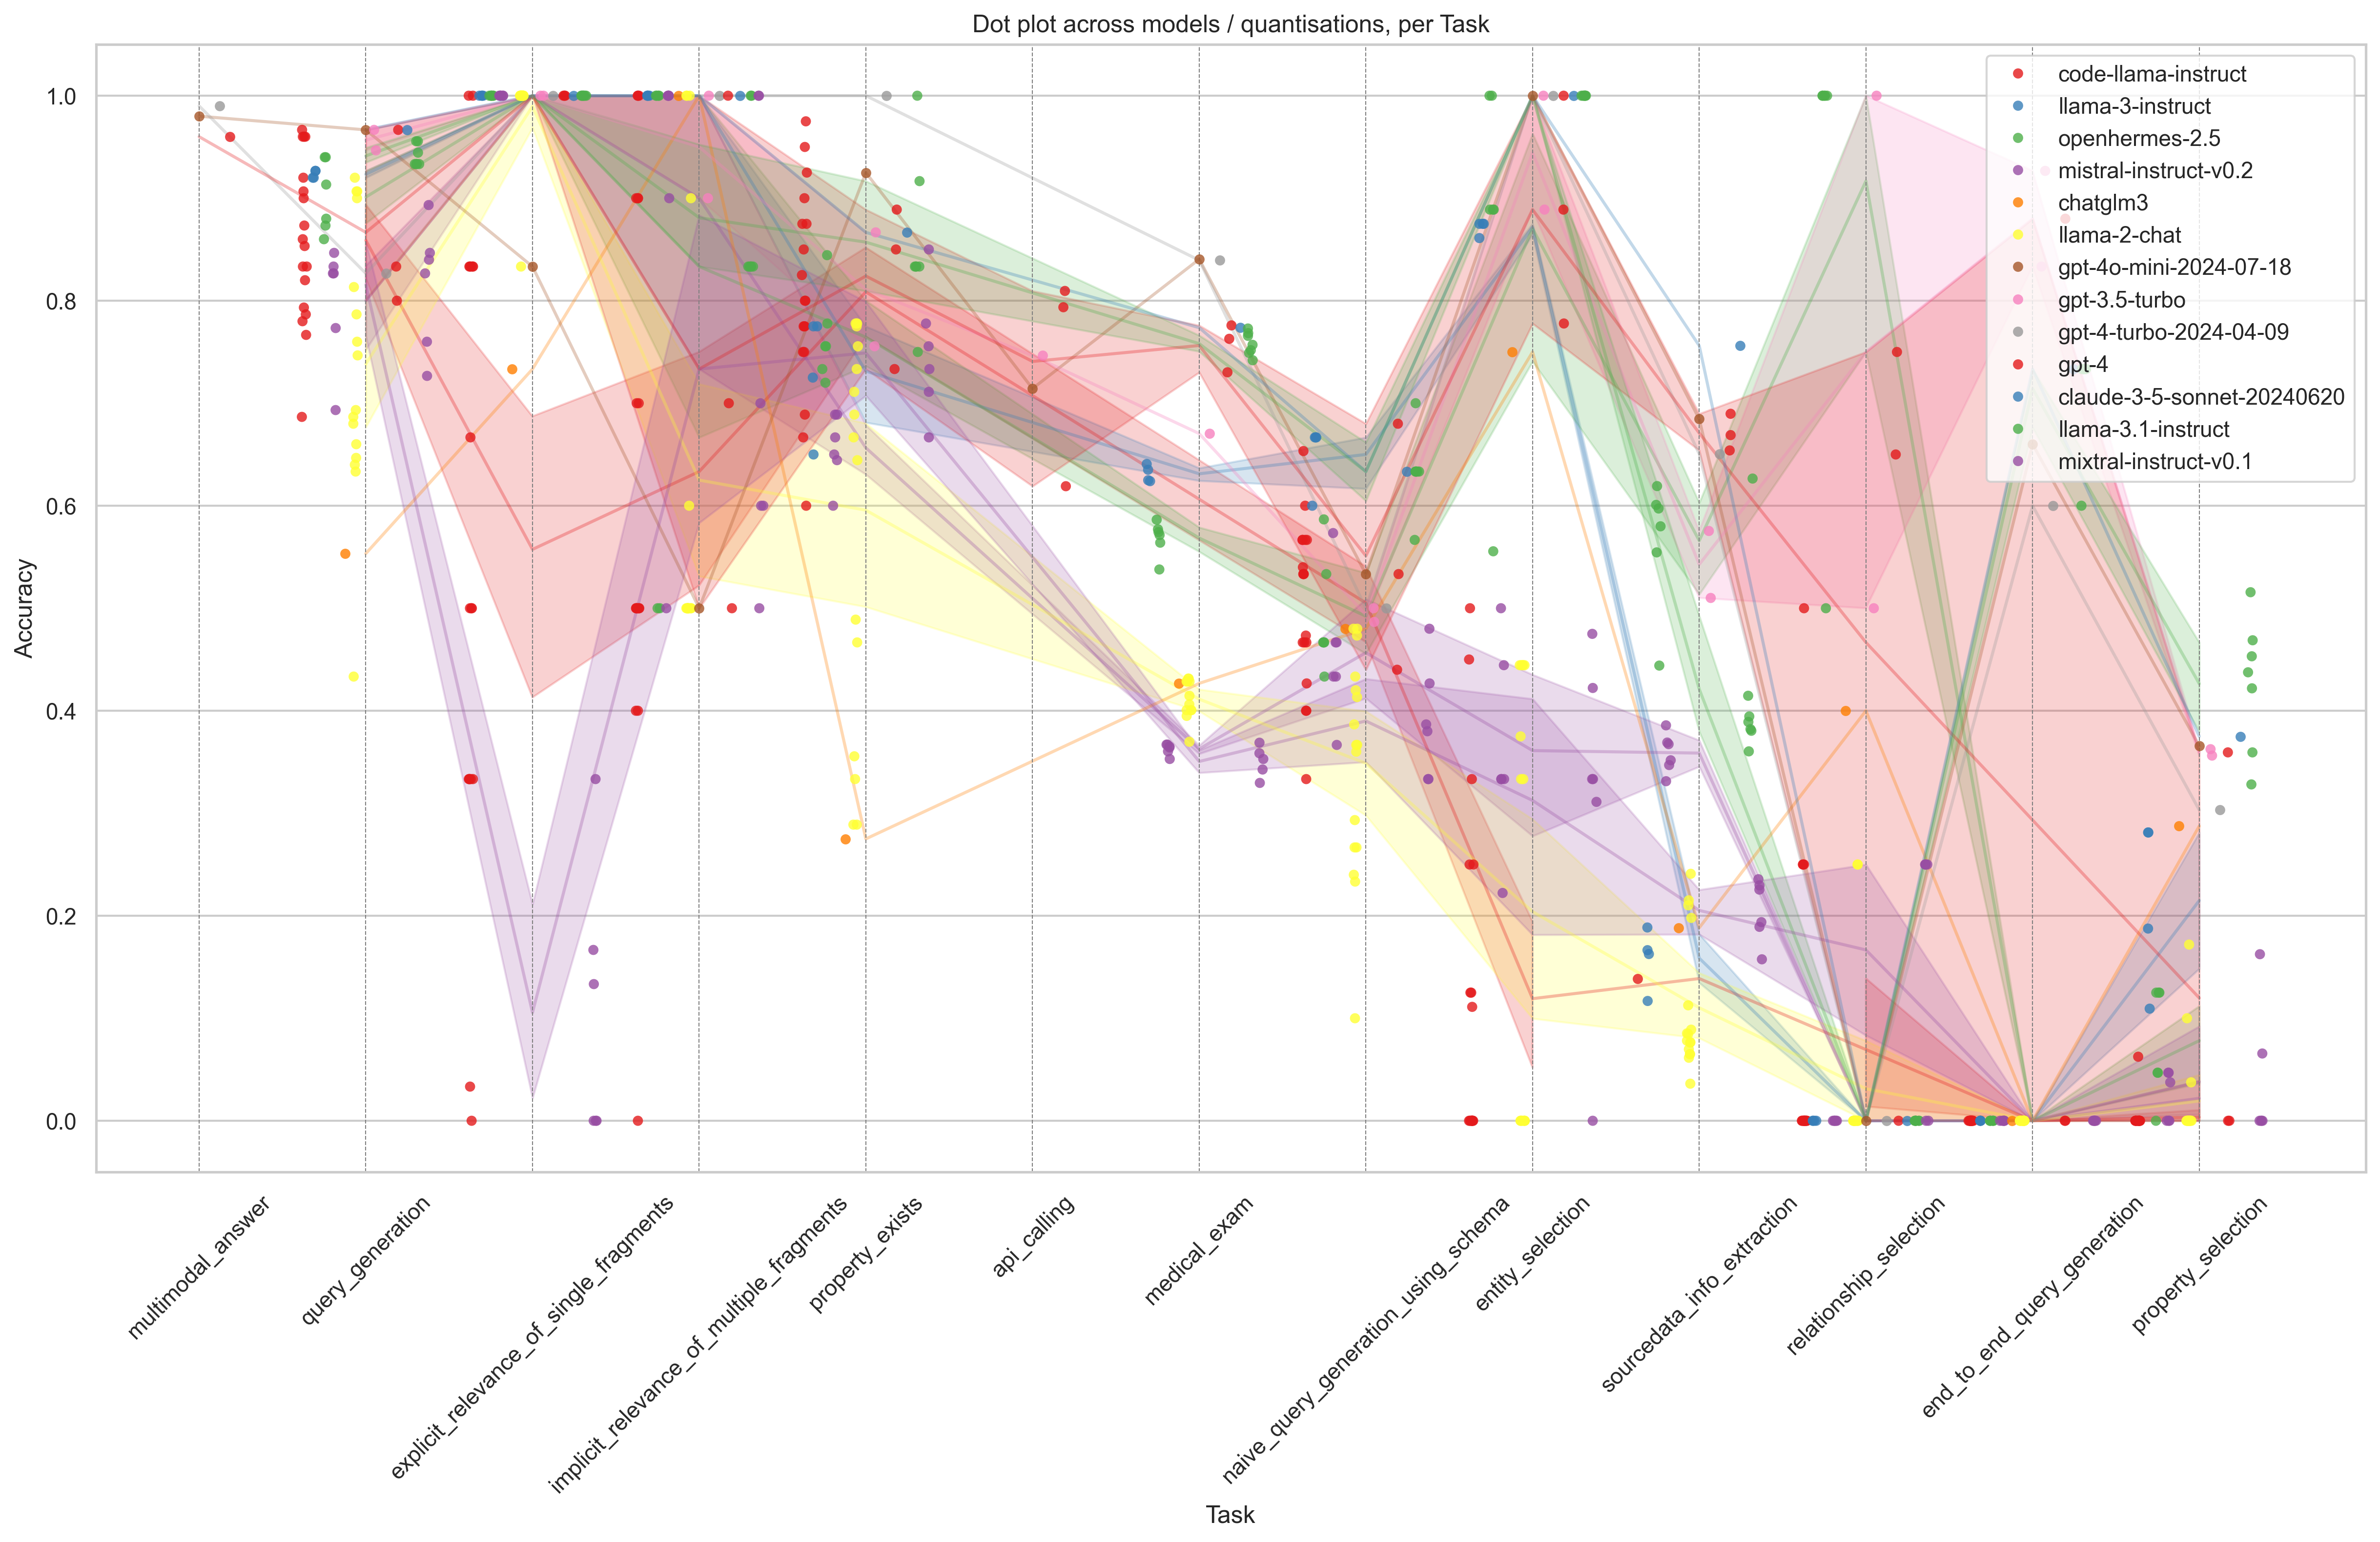 Dot plot across models / quantisations, per Task
Accuracy
1.0
0.8
0.6
0.4
0.2
0.0
code-llama-instruct
llama-3-instruct
openhermes-2.5
mistral-instruct-v0.2
chatglm3
llama-2-chat
gpt-4o-mini-2024-07-18
gpt-3.5-turbo
gpt-4-turbo-2024-04-09
gpt-4
claude-3-5-sonnet-20240620
llama-3.1-instruct
mixtral-instruct-v0.1
multimodal_answer
query_generation
explicit_relevance_of_single_fragments
implicit_relevance_of_multiple_fragments
property_exists
api_calling
medical_exam
naive_query_generation_using_schema
entity_selection
sourcedata_info_extraction
relationship_selection
end_to_end_query_generation
property_selection
Task